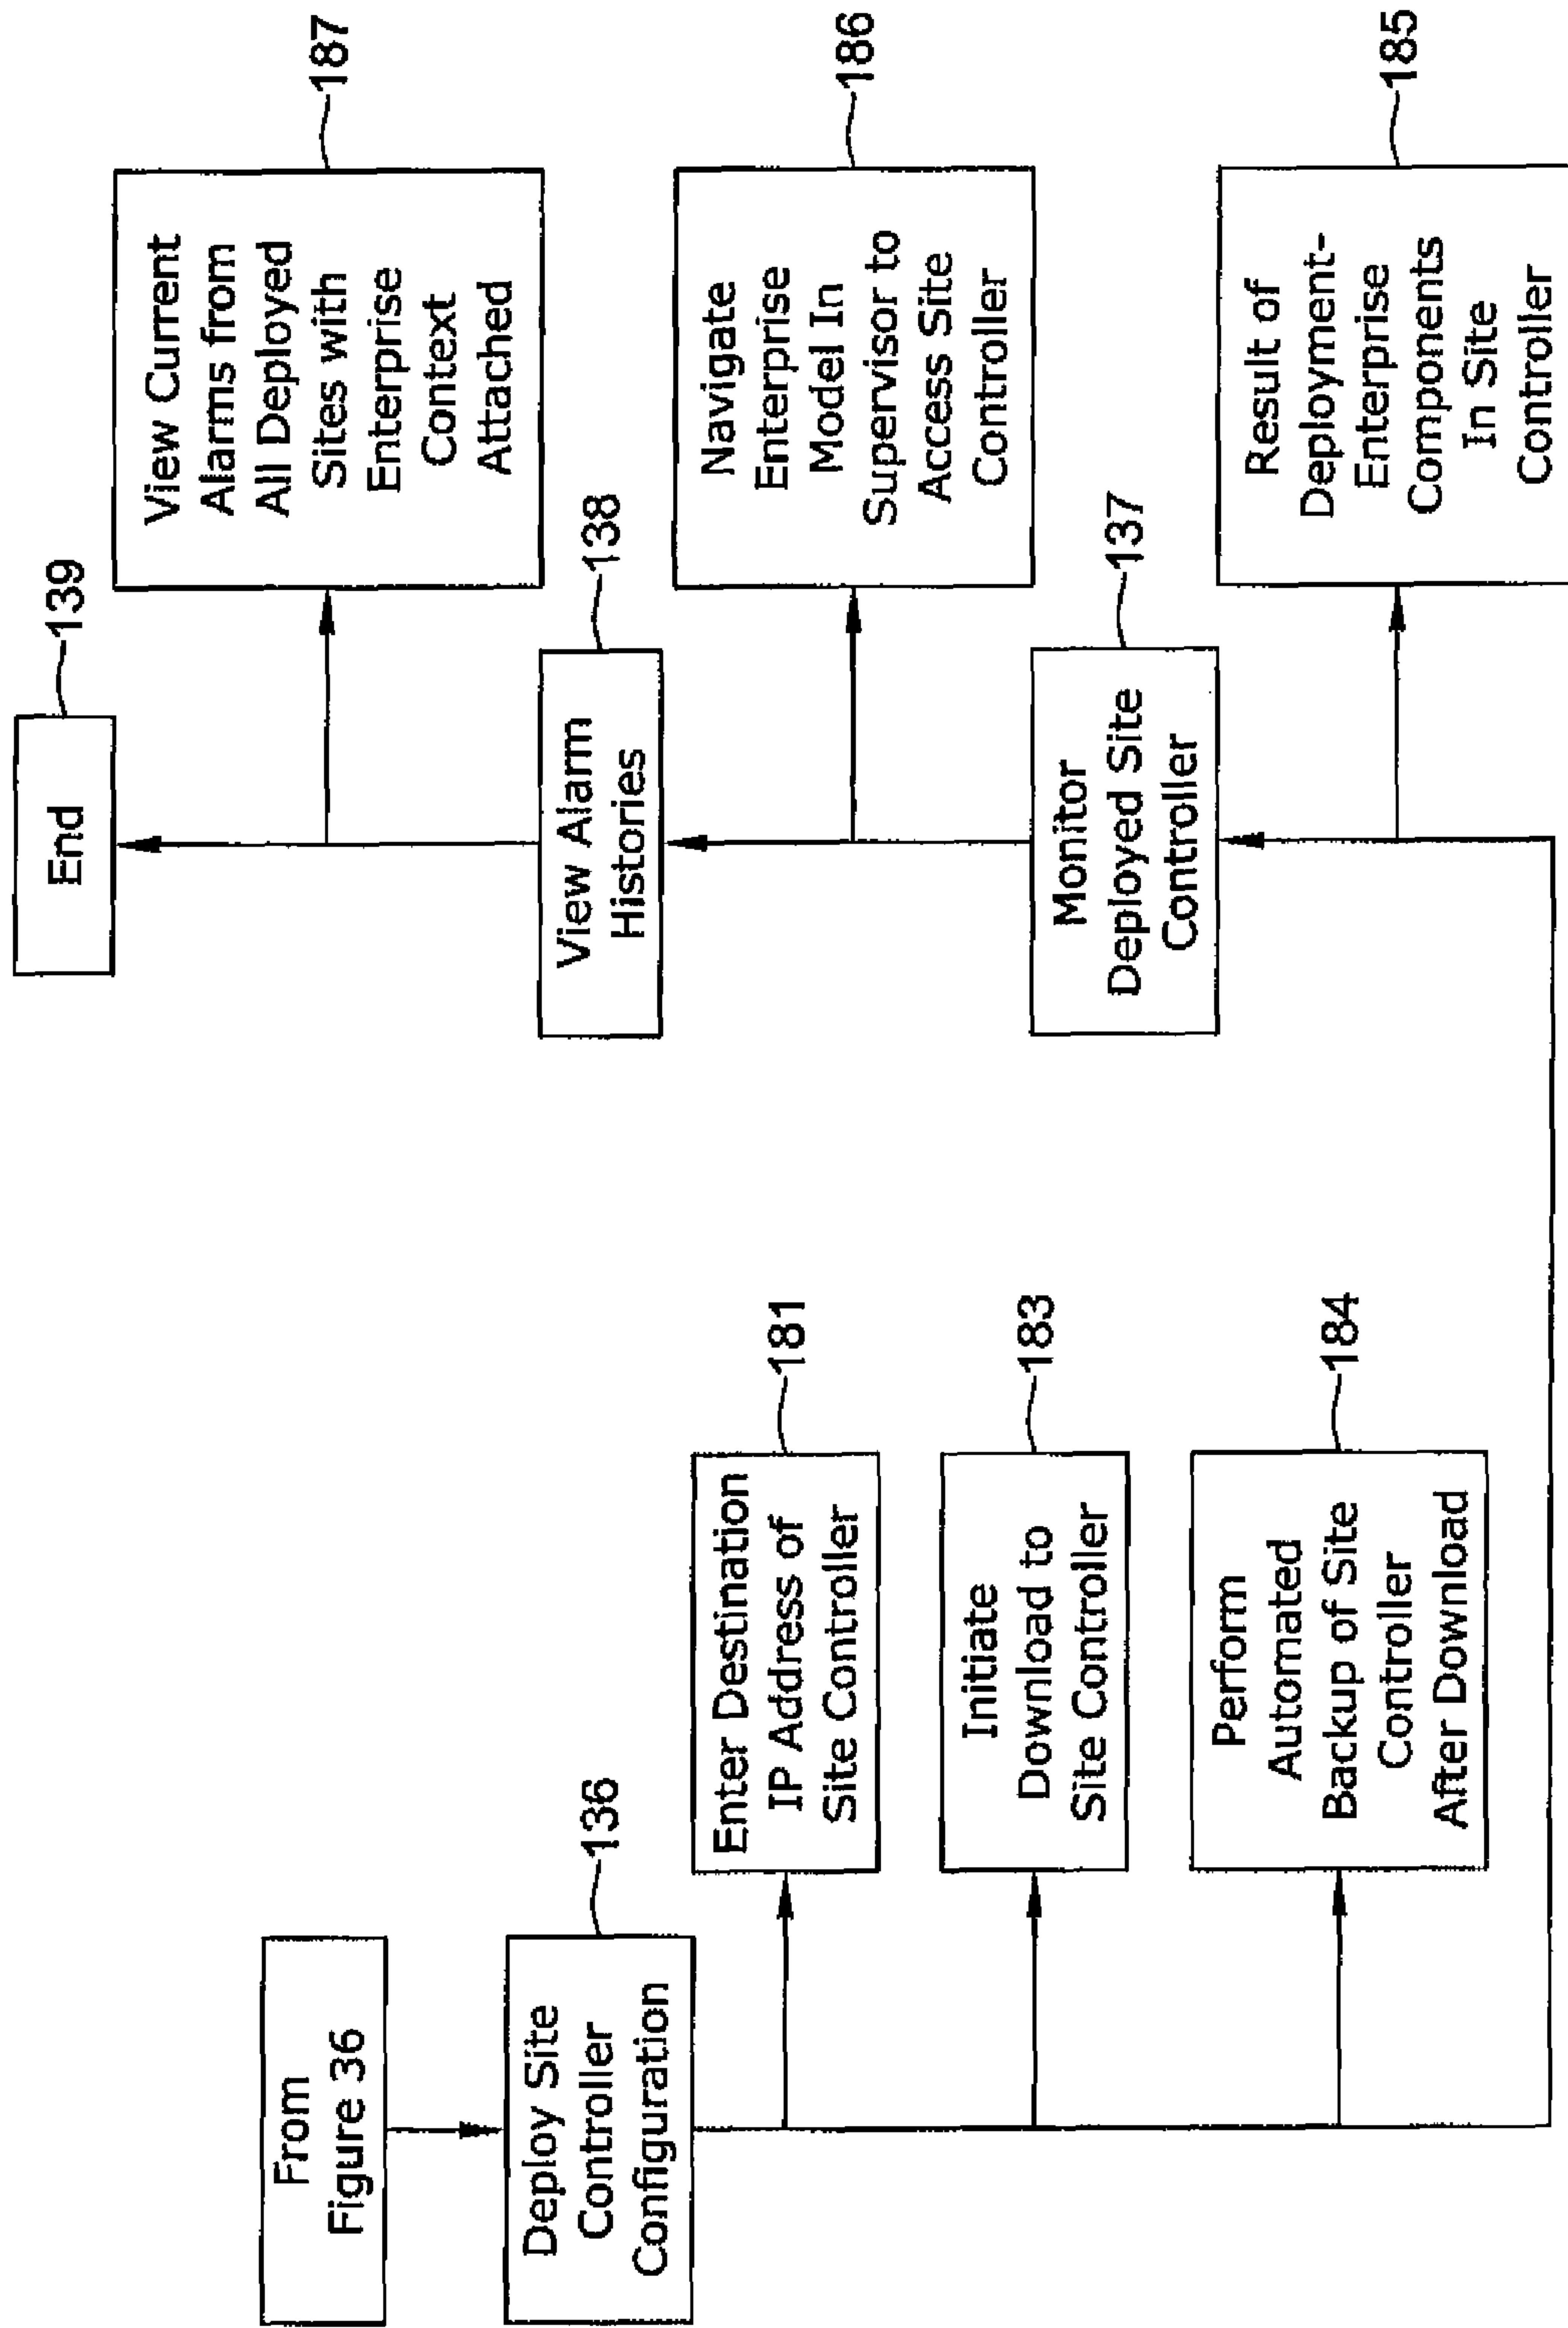 From
Figure 36
Deploy Site
Controller
Configuration
136
Enter Destination
IP Address of
Site Controller
181
Initiate
Download to
Site Controller
183
Perform
Automated
Backup of Site
Controller
After Download
184
Result of
Deployment-
Enterprise
Components
In Site
Controller
185
Monitor
Deployed Site
Controller
137
Navigate
Enterprise
Model In
Supervisor to
Access Site
Controller
186
View Alarm
Histories
138
View Current
Alarms from
All Deployed
Sites with
Enterprise
Context
Attached
187
End
139